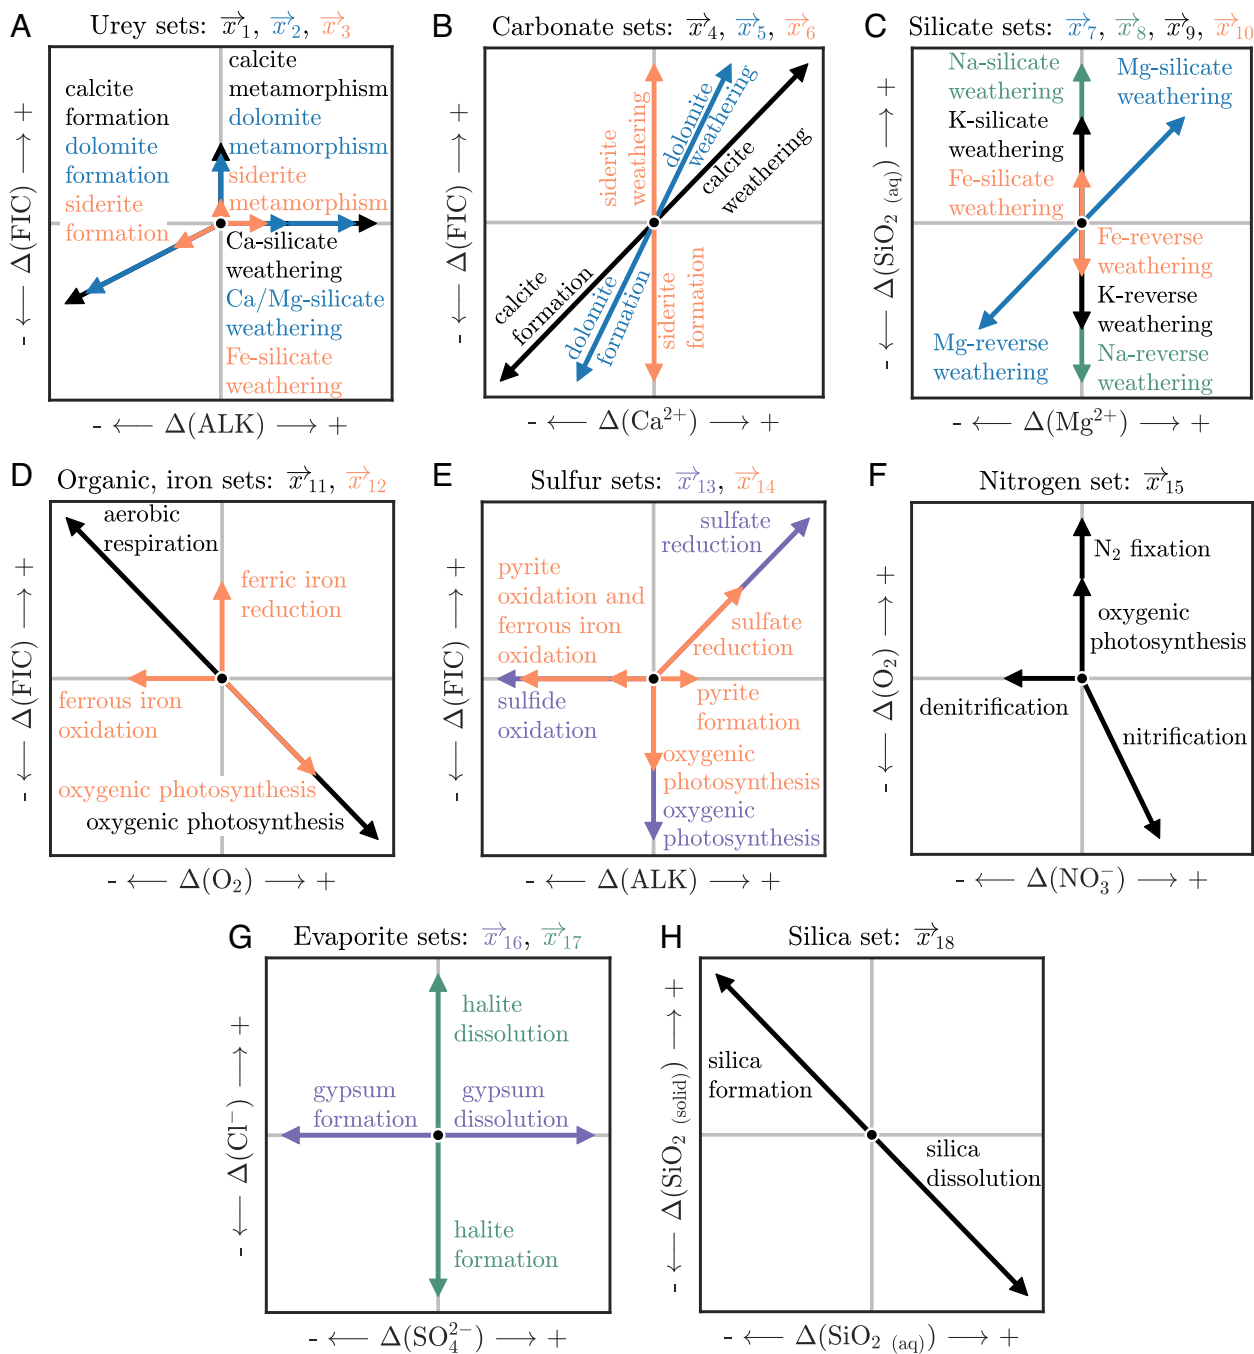 A Urey sets: x⃗₁, x⃗₂, x⃗₃
calcite
formation
dolomite
formation
siderite
formation
calcite
metamorphism
dolomite
metamorphism
siderite
metamorphism
Ca-silicate
weathering
Ca/Mg-silicate
weathering
Fe-silicate
weathering
- ⟵ Δ(FIC) ⟶ +
- ⟵ Δ(ALK) ⟶ +
B Carbonate sets: x⃗₄, x⃗₅, x⃗₆
siderite
weathering
dolomite
weathering
calcite
weathering
calcite
formation
dolomite
formation
siderite
formation
- ⟵ Δ(FIC) ⟶ +
- ⟵ Δ(Ca²⁺) ⟶ +
C Silicate sets: x⃗₇, x⃗₈, x⃗₉, x⃗₁₀
Na-silicate
weathering
K-silicate
weathering
Fe-silicate
weathering
Mg-silicate
weathering
Fe-reverse
weathering
K-reverse
weathering
Na-reverse
weathering
Mg-reverse
weathering
- ⟵ Δ(SiO₂ (aq)) ⟶ +
- ⟵ Δ(Mg²⁺) ⟶ +
D Organic, iron sets: x⃗₁₁, x⃗₁₂
aerobic
respiration
ferric iron
reduction
ferrous iron
oxidation
oxygenic photosynthesis
oxygenic photosynthesis
- ⟵ Δ(FIC) ⟶ +
- ⟵ Δ(O₂) ⟶ +
E Sulfur sets: x⃗₁₃, x⃗₁₄
sulfate
reduction
pyrite
oxidation and
ferrous iron
oxidation
sulfate
reduction
sulfide
oxidation
pyrite
formation
oxygenic
photosynthesis
oxygenic
photosynthesis
- ⟵ Δ(FIC) ⟶ +
- ⟵ Δ(ALK) ⟶ +
F Nitrogen set: x⃗₁₅
N₂ fixation
oxygenic
photosynthesis
denitrification
nitrification
- ⟵ Δ(O₂) ⟶ +
- ⟵ Δ(NO₃⁻) ⟶ +
G Evaporite sets: x⃗₁₆, x⃗₁₇
halite
dissolution
gypsum
formation
gypsum
dissolution
halite
formation
- ⟵ Δ(Cl⁻) ⟶ +
- ⟵ Δ(SO₄²⁻) ⟶ +
H Silica set: x⃗₁₈
silica
formation
silica
dissolution
- ⟵ Δ(SiO₂ (solid)) ⟶ +
- ⟵ Δ(SiO₂ (aq)) ⟶ +